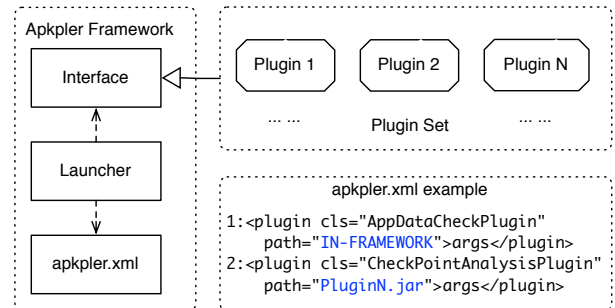 Apkpler Framework
Interface
Launcher
apkpler.xml
Plugin 1
Plugin 2
Plugin N
... ...
... ...
Plugin Set
apkpler.xml example
1:<plugin cls="AppDataCheckPlugin"
path="IN-FRAMEWORK">args</plugin>
2:<plugin cls="CheckPointAnalysisPlugin"
path="PluginN.jar">args</plugin>